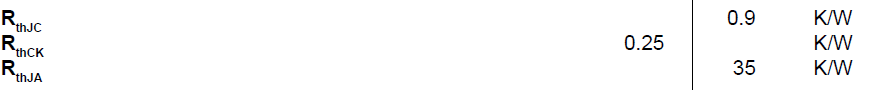 RthJC 0.9 K/W
RthCK 0.25 K/W
RthJA 35 K/W